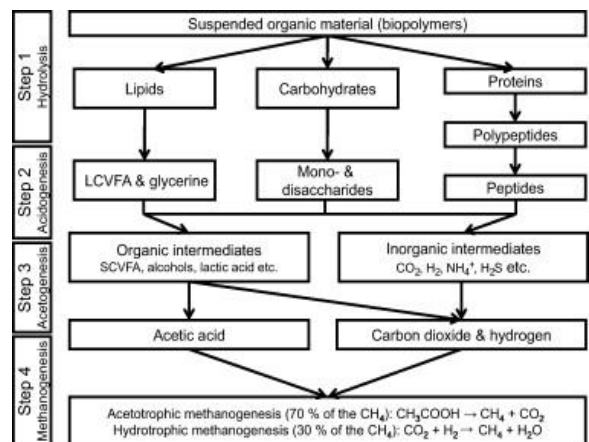 Suspended organic material (biopolymers)
Step 1
Hydrolysis
Lipids
Carbohydrates
Proteins
Polypeptides
Step 2
Acidogenesis
LCVFA & glycerine
Mono- &
disaccharides
Peptides
Step 3
Acetogenesis
Organic intermediates
SCVFA, alcohols, lactic acid etc.
Inorganic intermediates
CO₂, H₂, NH₄⁺, H₂S etc.
Acetic acid
Carbon dioxide & hydrogen
Step 4
Methanogenesis
Acetotrophic methanogenesis (70 % of the CH₄): CH₃COOH → CH₄ + CO₂
Hydrotrophic methanogenesis (30 % of the CH₄): CO₂ + H₂ → CH₄ + H₂O